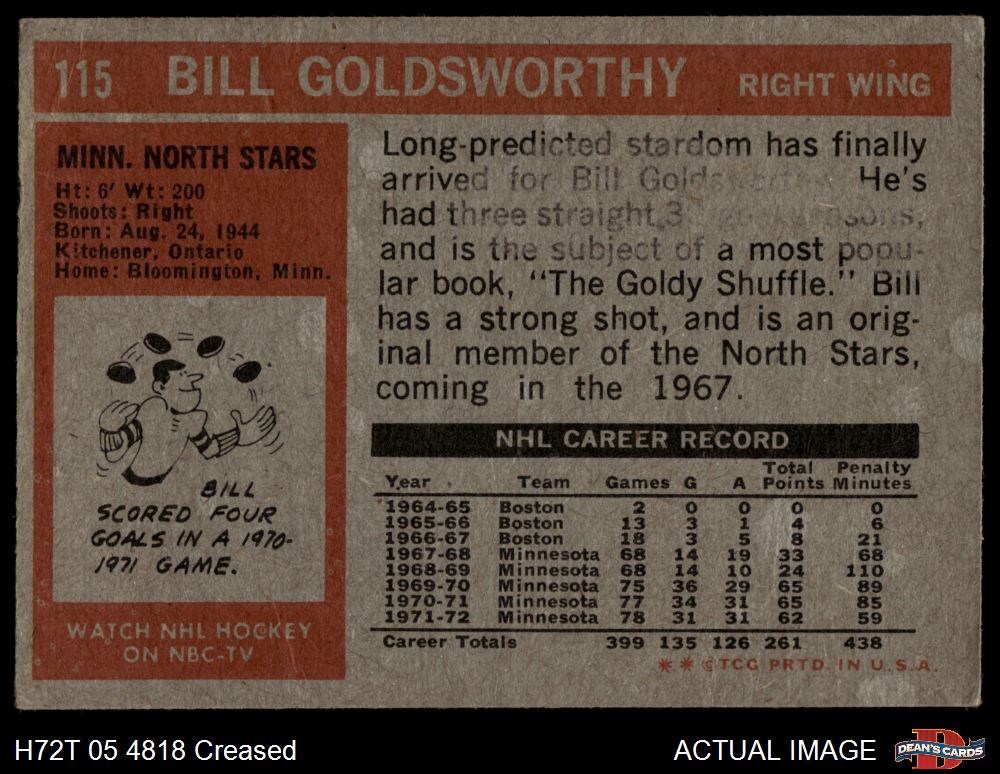 115 BILL GOLDSWORTHY RIGHT WING
MINN. NORTH STARS
Ht: 6' Wt: 200
Shoots: Right
Born: Aug. 24, 1944
Kitchener, Ontario
Home: Bloomington, Minn.
BILL
SCORED FOUR
GOALS IN A 1970-
1971 GAME.
WATCH NHL HOCKEY
ON NBC-TV
Long-predicted stardom has finally
arrived for Bill Goldsworthy. He's
had three straight 3
and is the subject of a most popu-
lar book, "The Goldy Shuffle." Bill
has a strong shot, and is an orig-
inal member of the North Stars,
coming in the 1967.
NHL CAREER RECORD
Total Penalty
Year Team Games G A Points Minutes
1964-65 Boston 2 0 0 0 0
1965-66 Boston 13 3 1 4 6
1966-67 Boston 18 3 5 8 21
1967-68 Minnesota 68 14 19 33 68
1968-69 Minnesota 68 14 10 24 110
1969-70 Minnesota 75 36 29 65 89
1970-71 Minnesota 77 34 31 65 85
1971-72 Minnesota 78 31 31 62 59
Career Totals 399 135 126 261 438
** ©TCG PRTD. IN U.S.A.
H72T 05 4818 Creased
ACTUAL IMAGE
D
DEAN'S CARDS